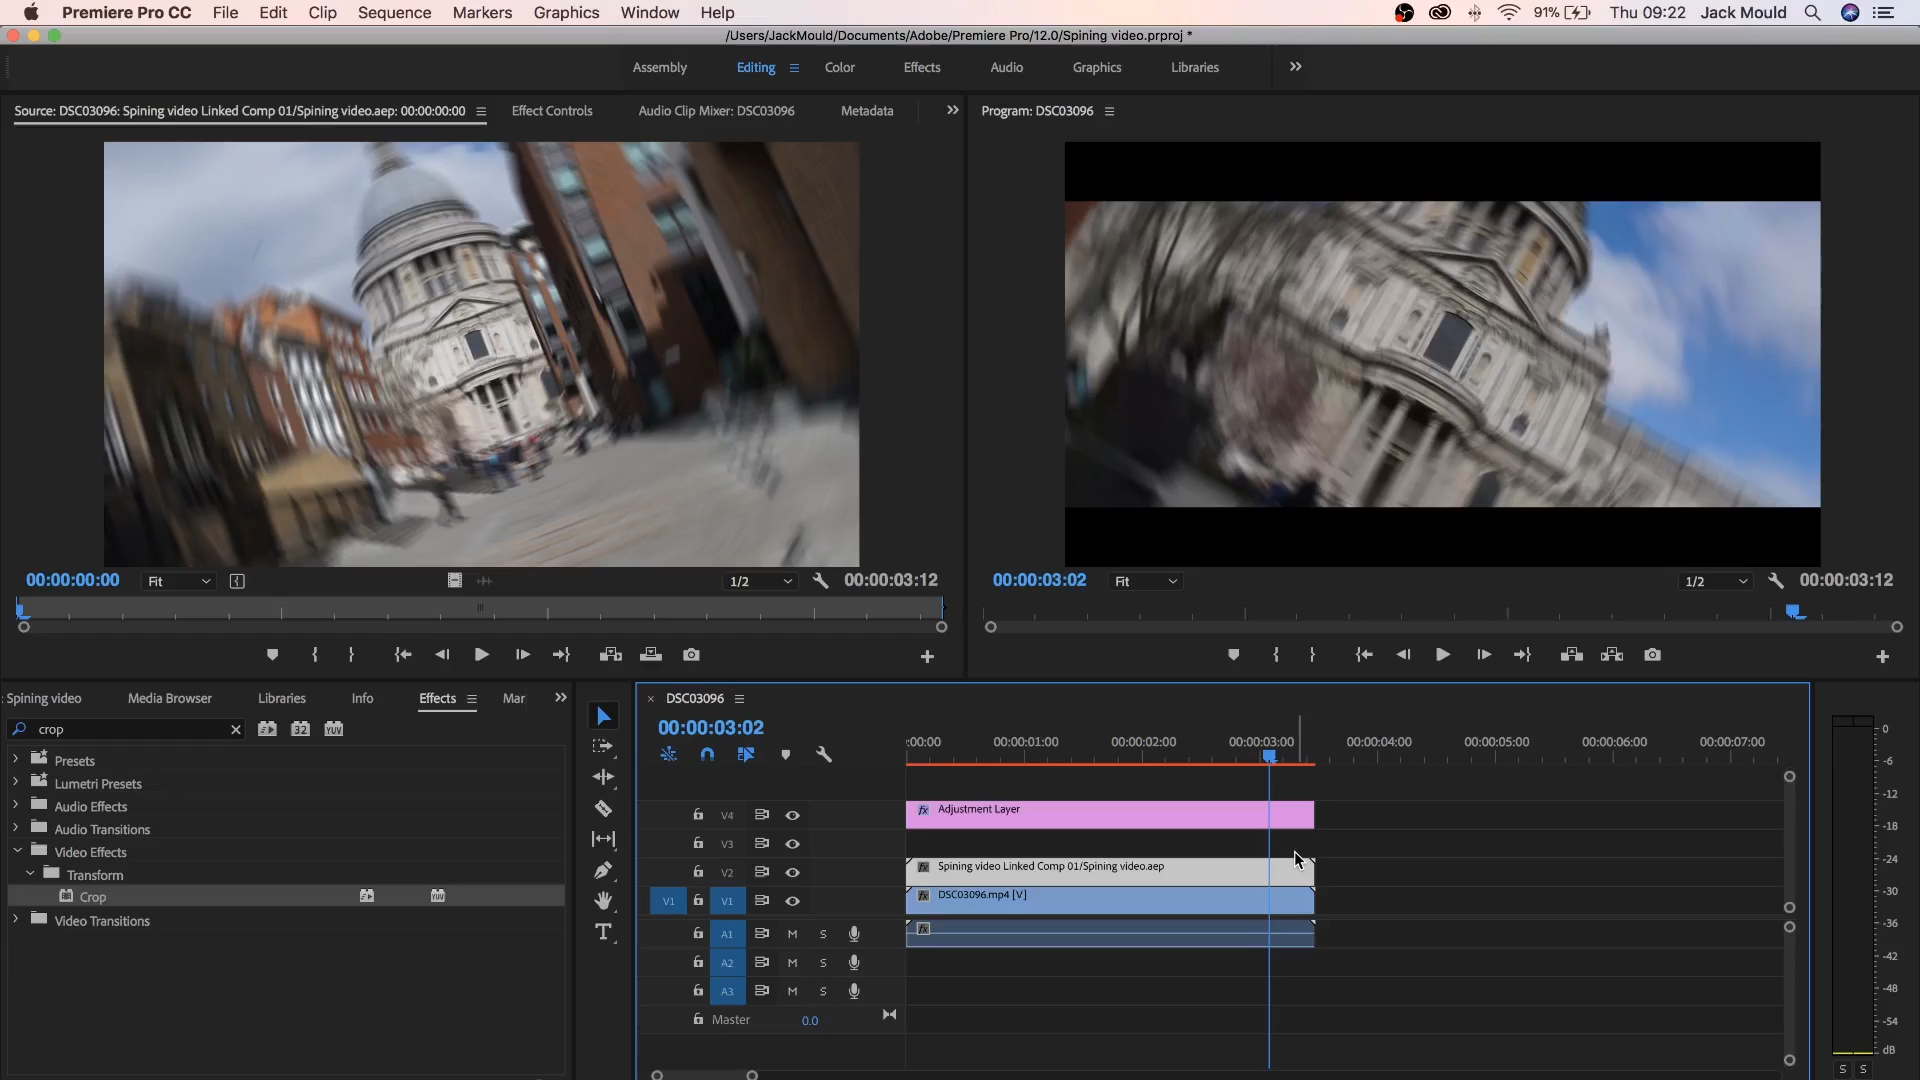 Premiere Pro CC File Edit Clip Sequence Markers Graphics Window Help 91% Thu 09:22 Jack Mould
/Users/JackMould/Documents/Adobe/Premiere Pro/12.0/Spining video.prproj *
Assembly Editing Color Effects Audio Graphics Libraries
Source: DSC03096: Spining video Linked Comp 01/Spining video.aep: 00:00:00:00 Effect Controls Audio Clip Mixer: DSC03096 Metadata
Program: DSC03096
00:00:00:00 Fit 1/2 00:00:03:12
00:00:03:02 Fit 1/2 00:00:03:12
Spining video Media Browser Libraries Info Effects Mar
crop 32 YUV
Presets
Lumetri Presets
Audio Effects
Audio Transitions
Video Effects
Transform
Crop YUV
Video Transitions
T
× DSC03096
00:00:03:02
:00:00 00:00:01:00 00:00:02:00 00:00:03:00 00:00:04:00 00:00:05:00 00:00:06:00 00:00:07:00
V4 fx Adjustment Layer
V3
V2 fx Spining video Linked Comp 01/Spining video.aep
V1 V1 fx DSC03096.mp4 [V]
A1 M S fx
A2 M S
A3 M S
Master 0.0
0
-6
-12
-18
-24
-30
-36
-42
-48
-54
dB
S S